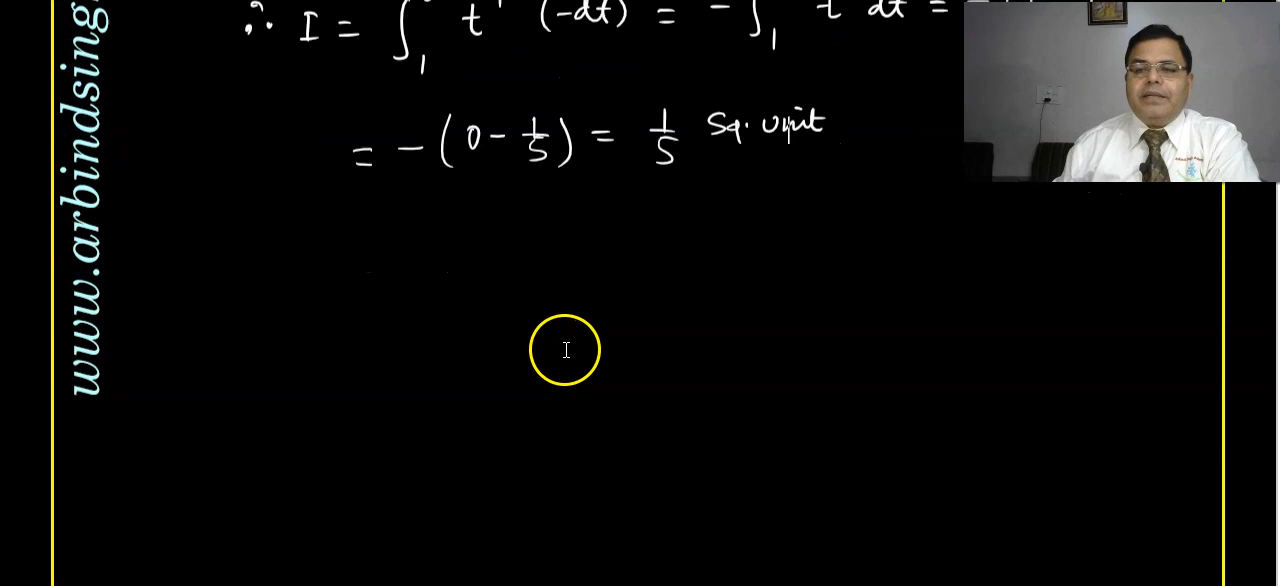 ∴ I = ∫₁ t (-dt) = - ∫₁ t dt =
= - (0 - 1/5) = 1/5 Sq. unit
www.arbindsing